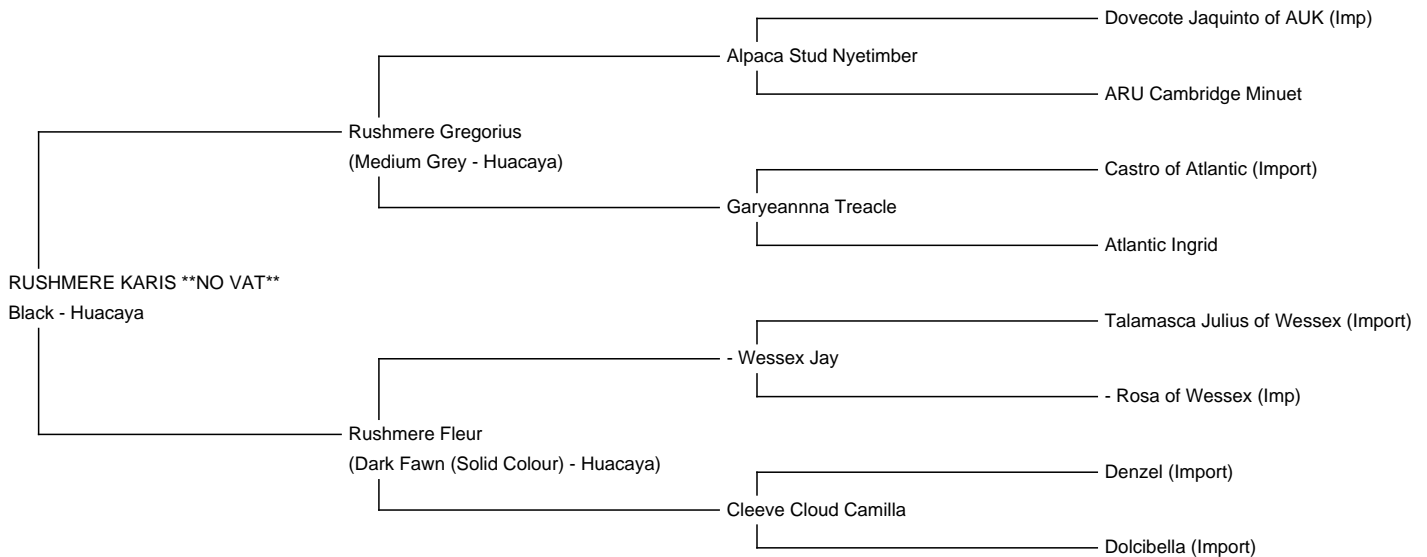 Dovecote Jaquinto of AUK (Imp)
Alpaca Stud Nyetimber
ARU Cambridge Minuet
Rushmere Gregorius
(Medium Grey - Huacaya)
Castro of Atlantic (Import)
Garyeannna Treacle
Atlantic Ingrid
RUSHMERE KARIS **NO VAT**
Black - Huacaya
Talamasca Julius of Wessex (Import)
- Wessex Jay
- Rosa of Wessex (Imp)
Rushmere Fleur
(Dark Fawn (Solid Colour) - Huacaya)
Denzel (Import)
Cleeve Cloud Camilla
Dolcibella (Import)